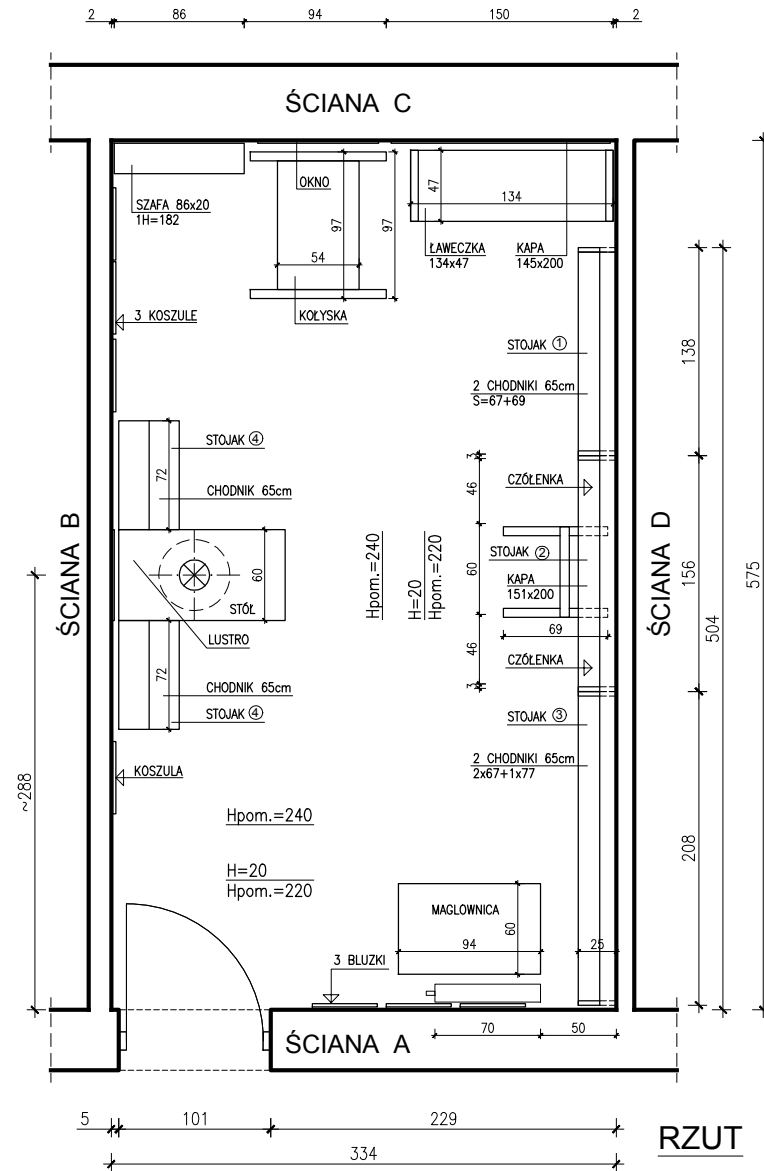 2 86 94 150 2
ŚCIANA C
OKNO
SZAFA 86x20
1H=182
47
134
97
97
54
ŁAWECZKA
134x47
KAPA
145x200
KOŁYSKA
3 KOSZULE
STOJAK ①
2 CHODNIKI 65cm
S=67+69
138
STOJAK ④
72
CHODNIK 65cm
3
46
CZÓŁENKA
ŚCIANA B
60
STÓŁ
LUSTRO
Hpom.=240
H=20
Hpom.=220
60
STOJAK ②
KAPA
151x200
69
ŚCIANA D
156
504
575
72
CHODNIK 65cm
STOJAK ④
46
3
CZÓŁENKA
STOJAK ③
2 CHODNIKI 65cm
2x67+1x77
KOSZULA
~288
Hpom.=240
H=20
Hpom.=220
208
MAGLOWNICA
60
94
25
3 BLUZKI
ŚCIANA A
70 50
5 101 229
334
RZUT